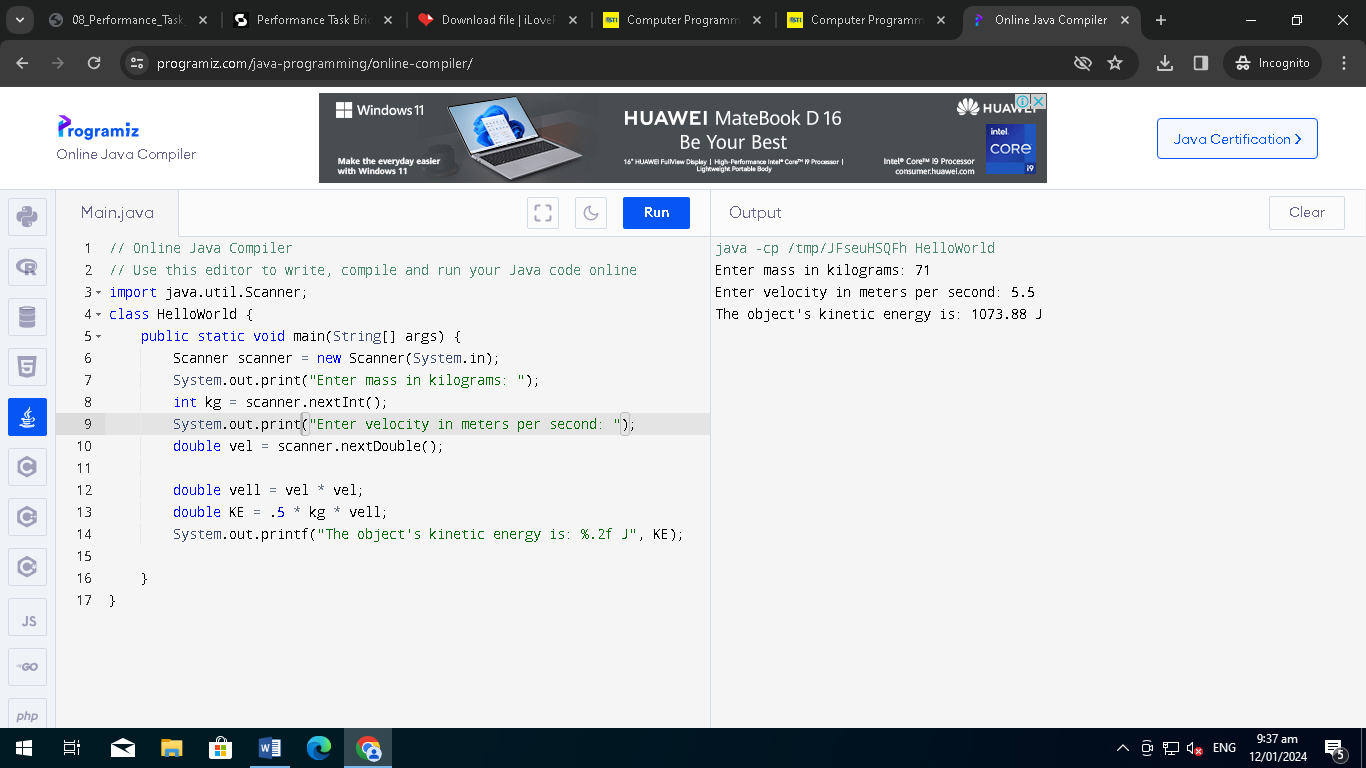 08_Performance_Task_
Performance Task Bri
Download file | iLoveP
STI
Computer Programm
STI
Computer Programm
Online Java Compiler
programiz.com/java-programming/online-compiler/
Incognito
Programiz
Online Java Compiler
Windows 11
Make the everyday easier
with Windows 11
HUAWEI MateBook D 16
Be Your Best
16" HUAWEI FullView Display | High-Performance Intel® Core™ i9 Processor |
Lightweight Portable Body
HUAWEI
Intel® Core™ i9 Processor
consumer.huawei.com
intel.
CORE
i9
Java Certification >
Main.java
Run
Output
Clear
1 // Online Java Compiler
2 // Use this editor to write, compile and run your Java code online
3 import java.util.Scanner;
4 class HelloWorld {
5 public static void main(String[] args) {
6 Scanner scanner = new Scanner(System.in);
7 System.out.print("Enter mass in kilograms: ");
8 int kg = scanner.nextInt();
9 System.out.print("Enter velocity in meters per second: ");
10 double vel = scanner.nextDouble();
11
12 double vell = vel * vel;
13 double KE = .5 * kg * vell;
14 System.out.printf("The object's kinetic energy is: %.2f J", KE);
15
16 }
17 }
java -cp /tmp/JFseuHSQFh HelloWorld
Enter mass in kilograms: 71
Enter velocity in meters per second: 5.5
The object's kinetic energy is: 1073.88 J
R
5
C
C
C
JS
GO
php
W
ENG
9:37 am
12/01/2024
5